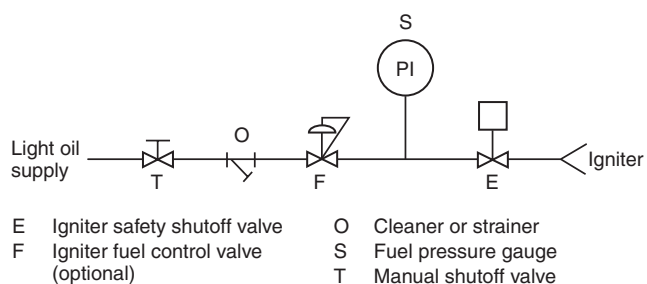 S
PI
O
Light oil
supply
Igniter
T
F
E
E Igniter safety shutoff valve
F Igniter fuel control valve
(optional)
O Cleaner or strainer
S Fuel pressure gauge
T Manual shutoff valve